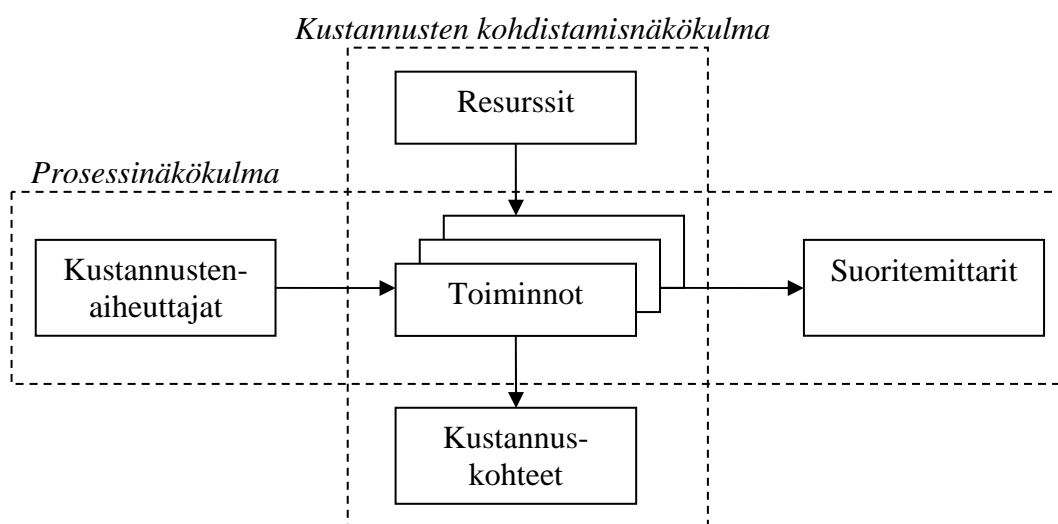 Kustannusten kohdistamisnäkökulma
Resurssit
Prosessinäkökulma
Kustannusten-
aiheuttajat
Toiminnot
Suoritemittarit
Kustannus-
kohteet